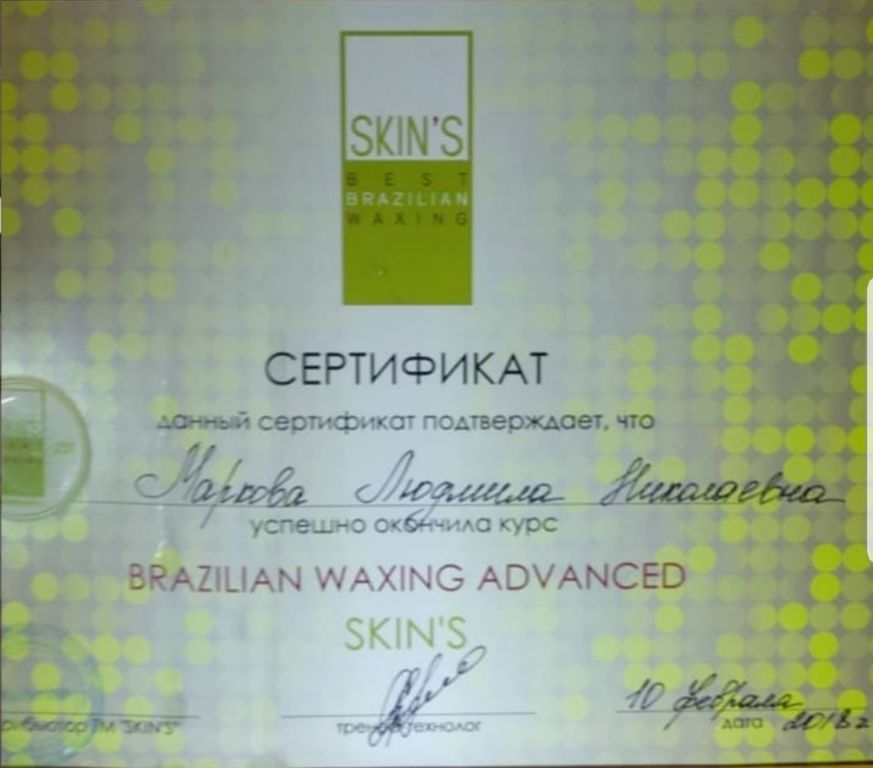 SKIN'S
BEST
BRAZILIAN
WAXING
СЕРТИФИКАТ
данный сертификат подтверждает, что
Маркова Людмила Николаевна
успешно окончила курс
BRAZILIAN WAXING ADVANCED
SKIN'S
10 февраля
ТМ "SKIN'S"
тренер технолог
дата 2018г